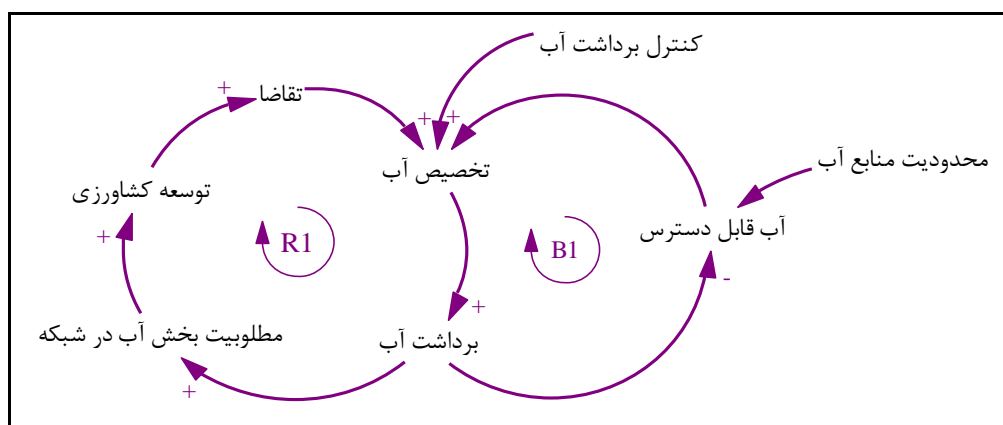 کنترل برداشت آب
+
تقاضا
+
+
محدودیت منابع آب
تخصیص آب
توسعه کشاورزی
آب قابل دسترس
R1
B1
+
-
+
مطلوبیت بخش آب در شبکه
برداشت آب
+